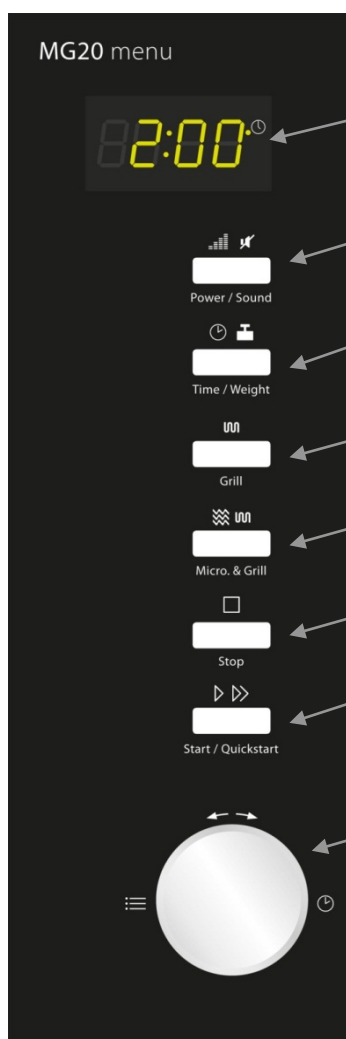 MG20 menu
2:00
Power / Sound
Time / Weight
Grill
Micro. & Grill
Stop
Start / Quickstart